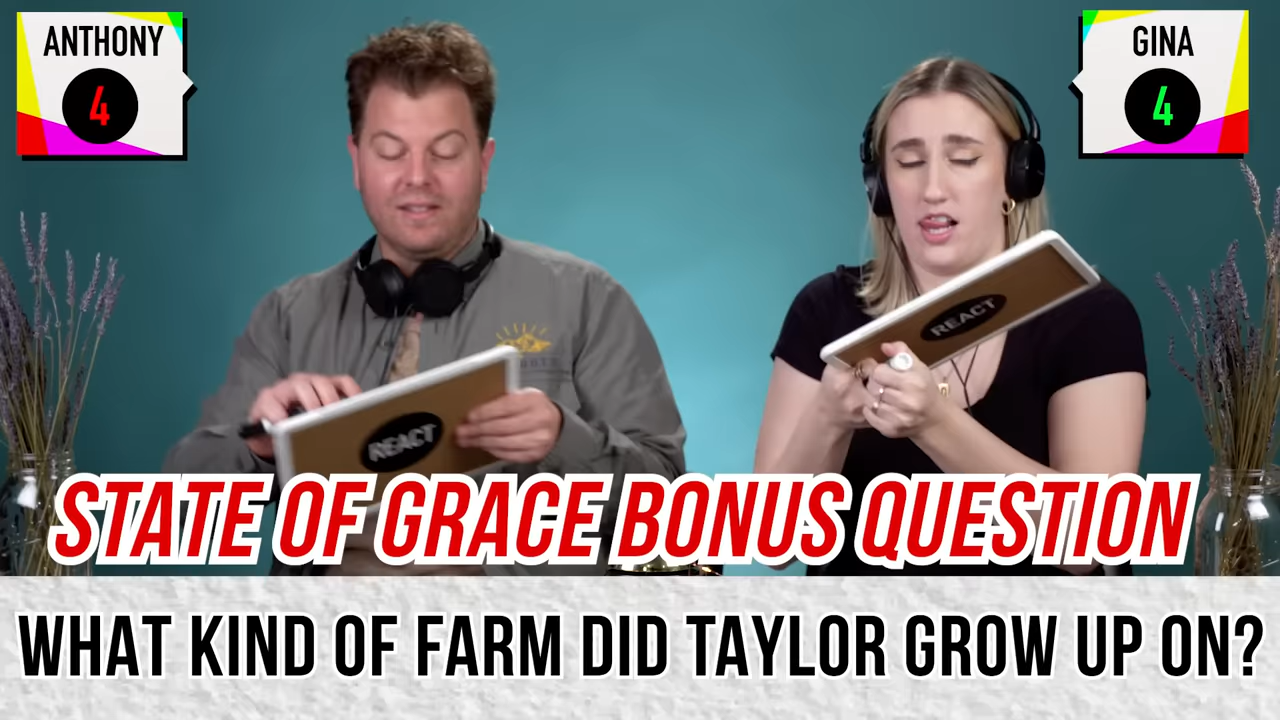 ANTHONY
4
GINA
4
REACT
REACT
STATE OF GRACE BONUS QUESTION
WHAT KIND OF FARM DID TAYLOR GROW UP ON?